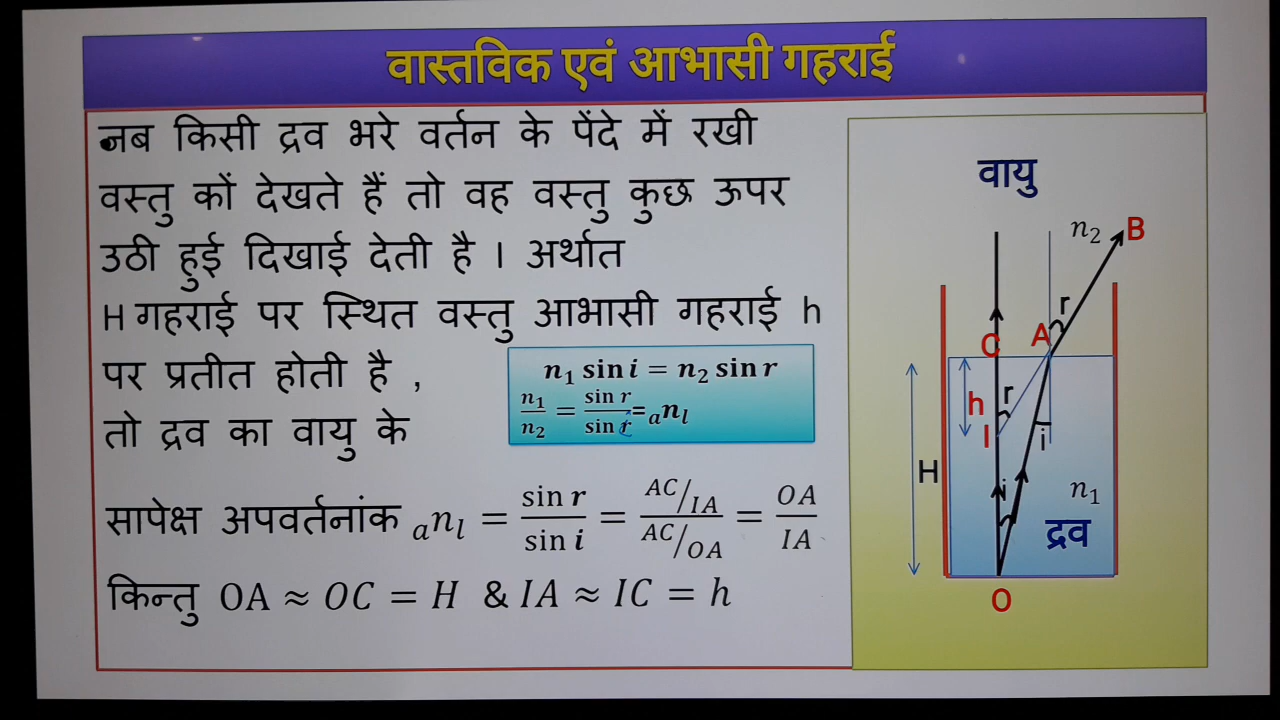 वास्तविक एवं आभासी गहराई
जब किसी द्रव भरे वर्तन के पेंदे में रखी
वस्तु कों देखते हैं तो वह वस्तु कुछ ऊपर
उठी हुई दिखाई देती है । अर्थात
H गहराई पर स्थित वस्तु आभासी गहराई h
पर प्रतीत होती है ,
तो द्रव का वायु के
n₁ sin i = n₂ sin r
n₁/n₂ = sin r/sin i = ₐnₗ
सापेक्ष अपवर्तनांक ₐnₗ = sin r/sin i = (AC/IA)/(AC/OA) = OA/IA
किन्तु OA ≈ OC = H & IA ≈ IC = h
वायु
n₂ B
r
C A
h r
I i
H i n₁
द्रव
O